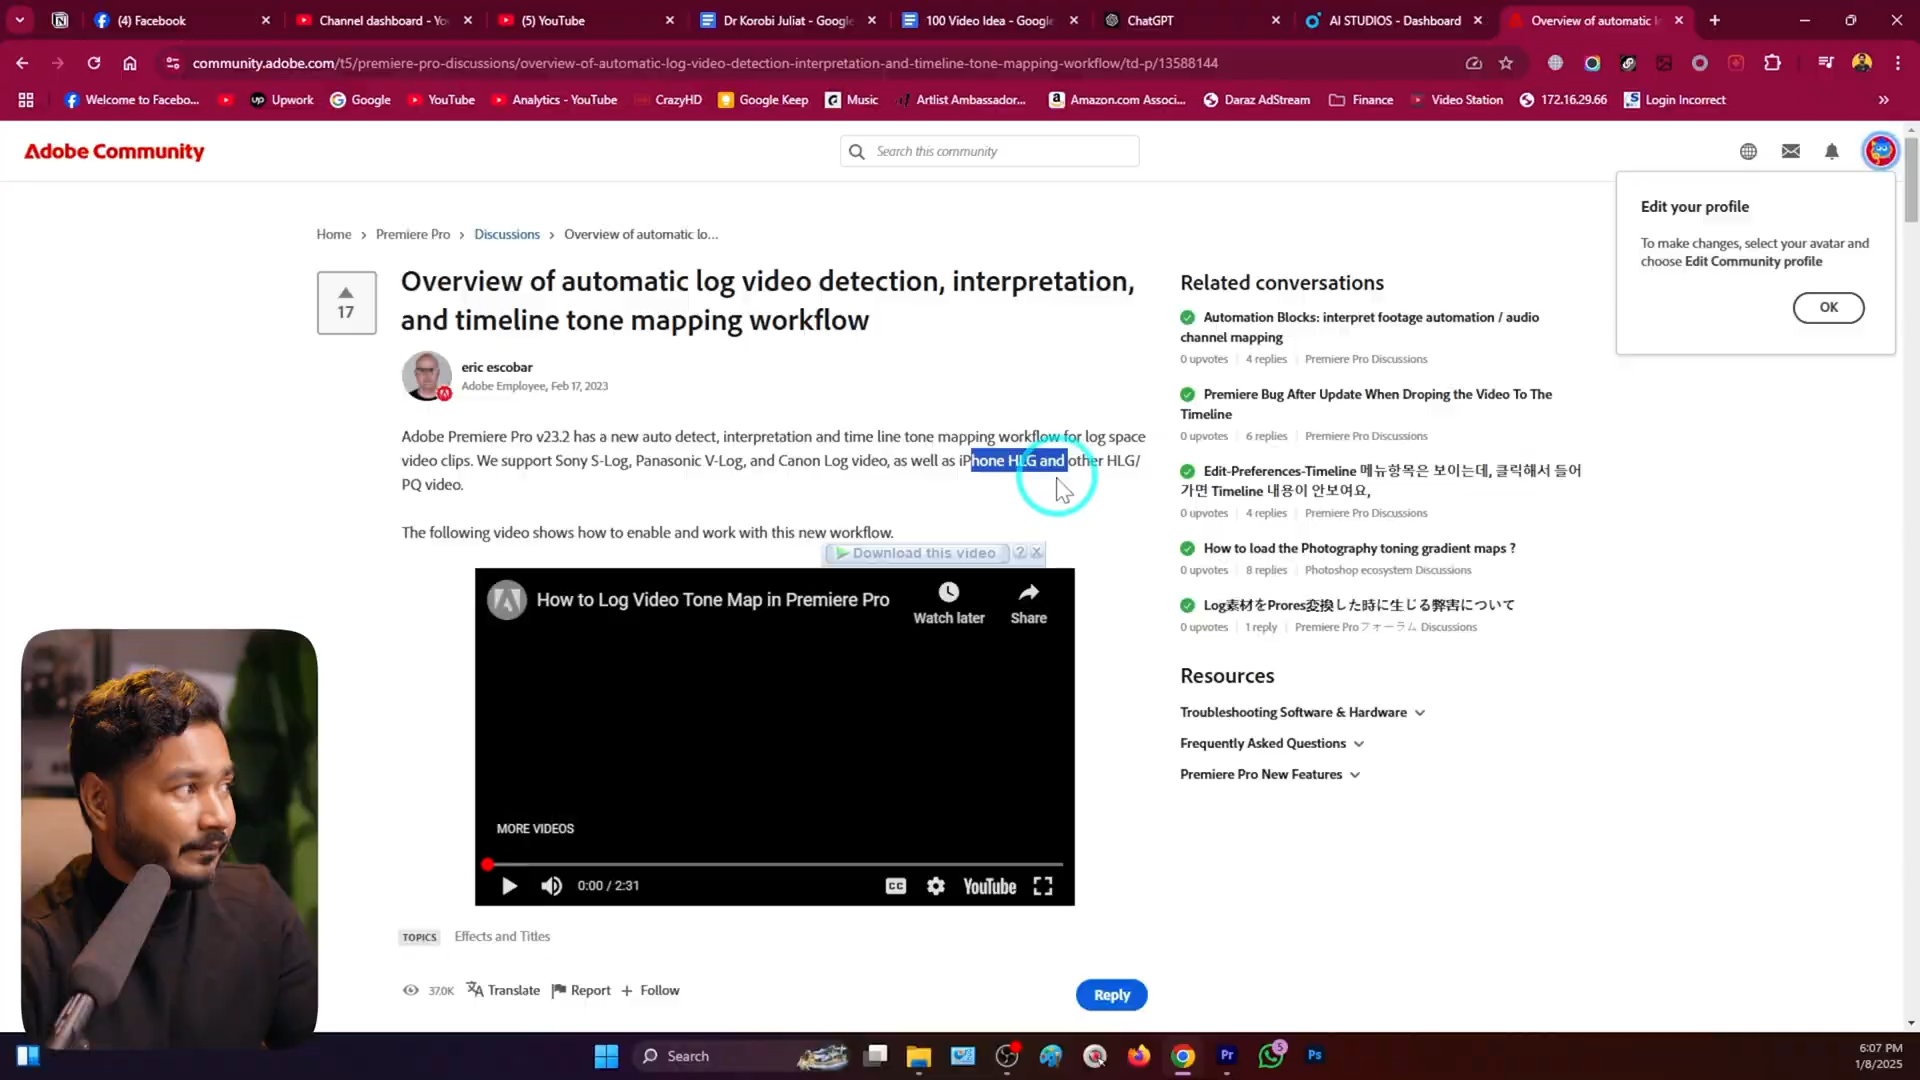 (4) Facebook
Channel dashboard - Yo
(5) YouTube
Dr Korobi Juliat - Google
100 Video Idea - Google
ChatGPT
AI STUDIOS - Dashboard
Overview of automatic l
community.adobe.com/t5/premiere-pro-discussions/overview-of-automatic-log-video-detection-interpretation-and-timeline-tone-mapping-workflow/td-p/13588144
Welcome to Facebo...
up Upwork
Google
YouTube
Analytics - YouTube
CrazyHD
Google Keep
Music
Artlist Ambassador...
Amazon.com Associ...
Daraz AdStream
Finance
Video Station
172.16.29.66
Login Incorrect
Adobe Community
Search this community
Edit your profile
To make changes, select your avatar and
choose Edit Community profile
OK
Home > Premiere Pro > Discussions > Overview of automatic lo...
17
Overview of automatic log video detection, interpretation,
and timeline tone mapping workflow
eric escobar
Adobe Employee, Feb 17, 2023
Adobe Premiere Pro v23.2 has a new auto detect, interpretation and time line tone mapping workflow for log space
video clips. We support Sony S-Log, Panasonic V-Log, and Canon Log video, as well as iPhone HLG and other HLG/
PQ video.
The following video shows how to enable and work with this new workflow.
Download this video ? X
How to Log Video Tone Map in Premiere Pro
Watch later
Share
MORE VIDEOS
0:00 / 2:31
CC
YouTube
TOPICS Effects and Titles
37.0K
Translate
Report
+ Follow
Reply
Related conversations
Automation Blocks: interpret footage automation / audio
channel mapping
0 upvotes | 4 replies | Premiere Pro Discussions
Premiere Bug After Update When Droping the Video To The
Timeline
0 upvotes | 6 replies | Premiere Pro Discussions
Edit-Preferences-Timeline 메뉴항목은 보이는데, 클릭해서 들어
가면 Timeline 내용이 안보여요,
0 upvotes | 4 replies | Premiere Pro Discussions
How to load the Photography toning gradient maps ?
0 upvotes | 8 replies | Photoshop ecosystem Discussions
Log素材をProres変換した時に生じる弊害について
0 upvotes | 1 reply | Premiere Proフォーラム Discussions
Resources
Troubleshooting Software & Hardware
Frequently Asked Questions
Premiere Pro New Features
Search
Pr
5
Ps
6:07 PM
1/8/2025